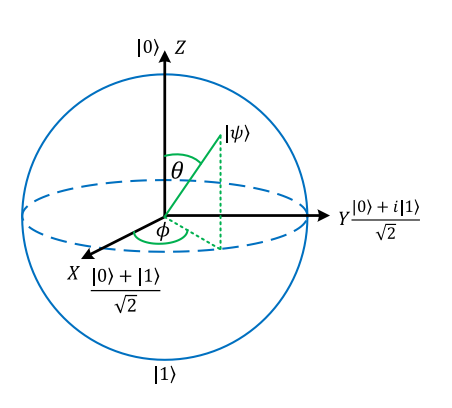 |0⟩ Z
|ψ⟩
θ
Y (|0⟩ + i|1⟩)/√2
ϕ
X (|0⟩ + |1⟩)/√2
|1⟩